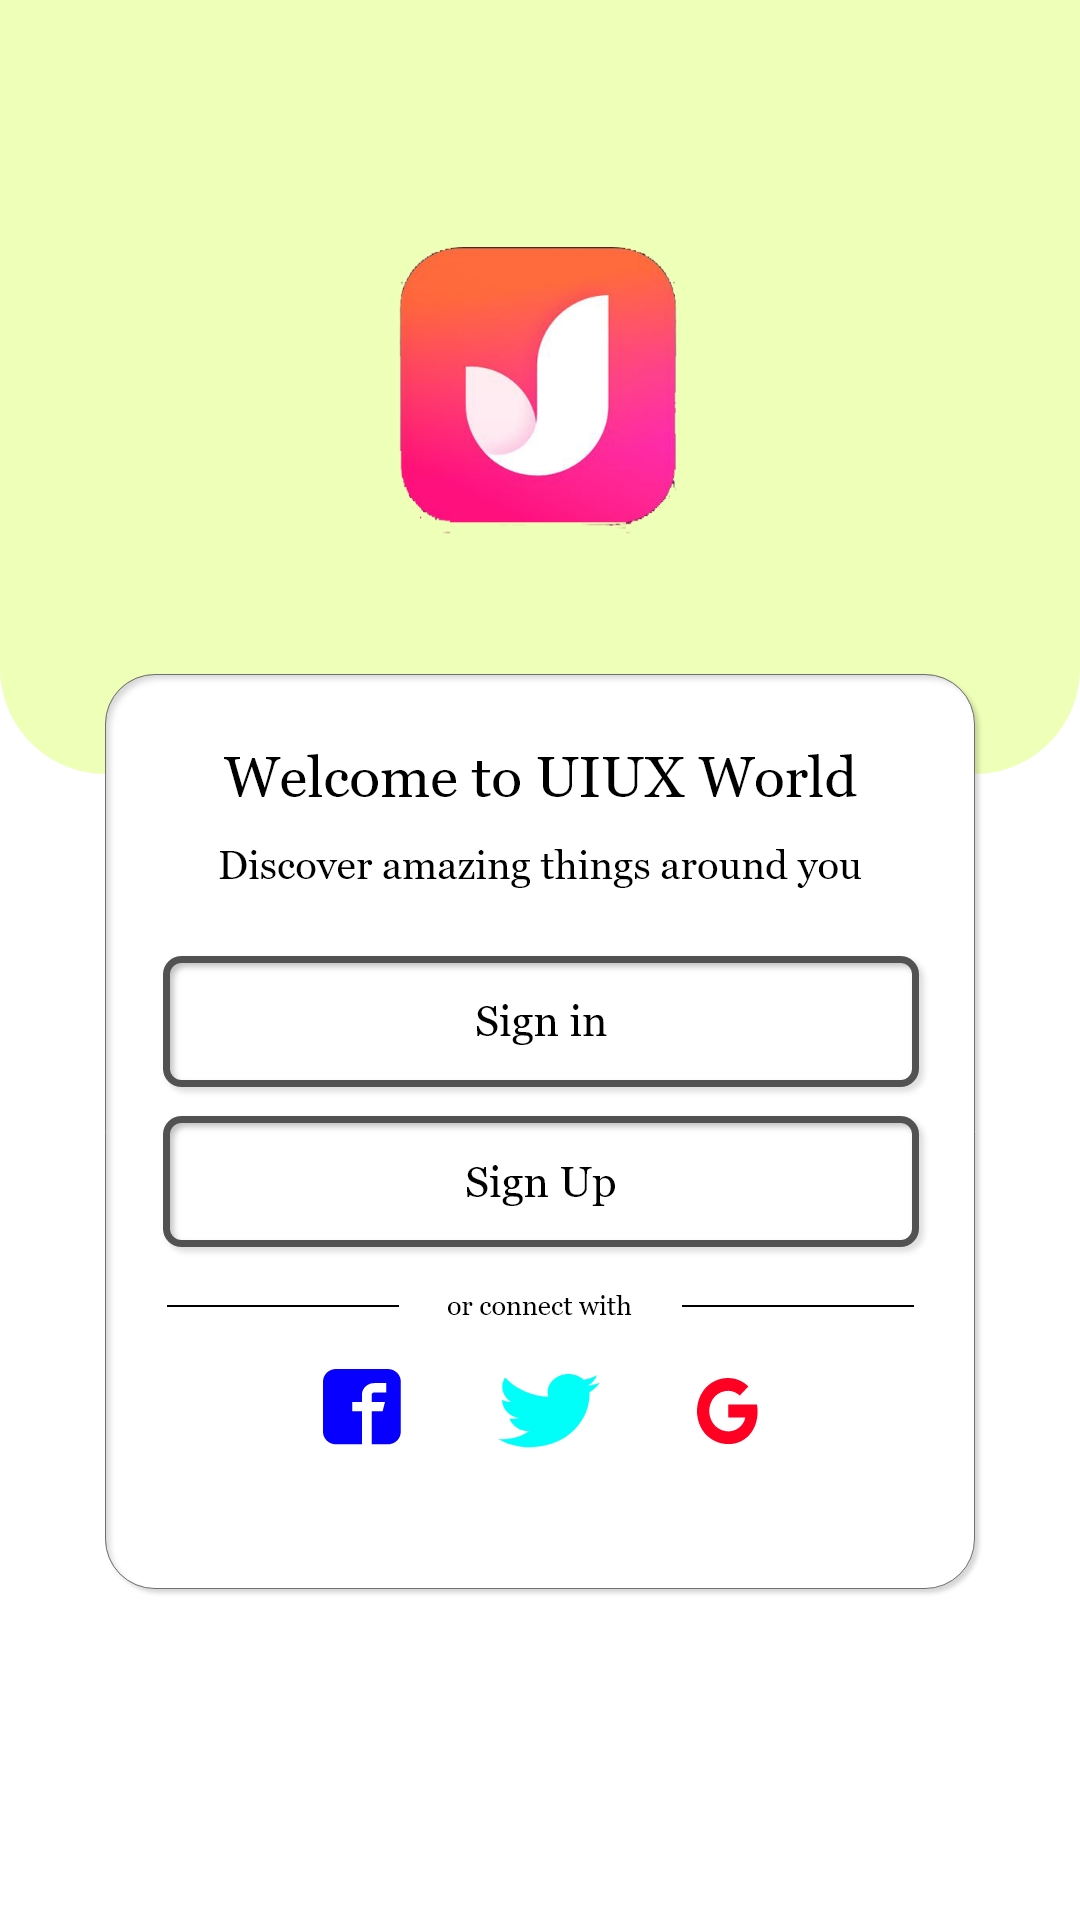 Welcome to UIUX World
Discover amazing things around you
Sign in
Sign Up
or connect with